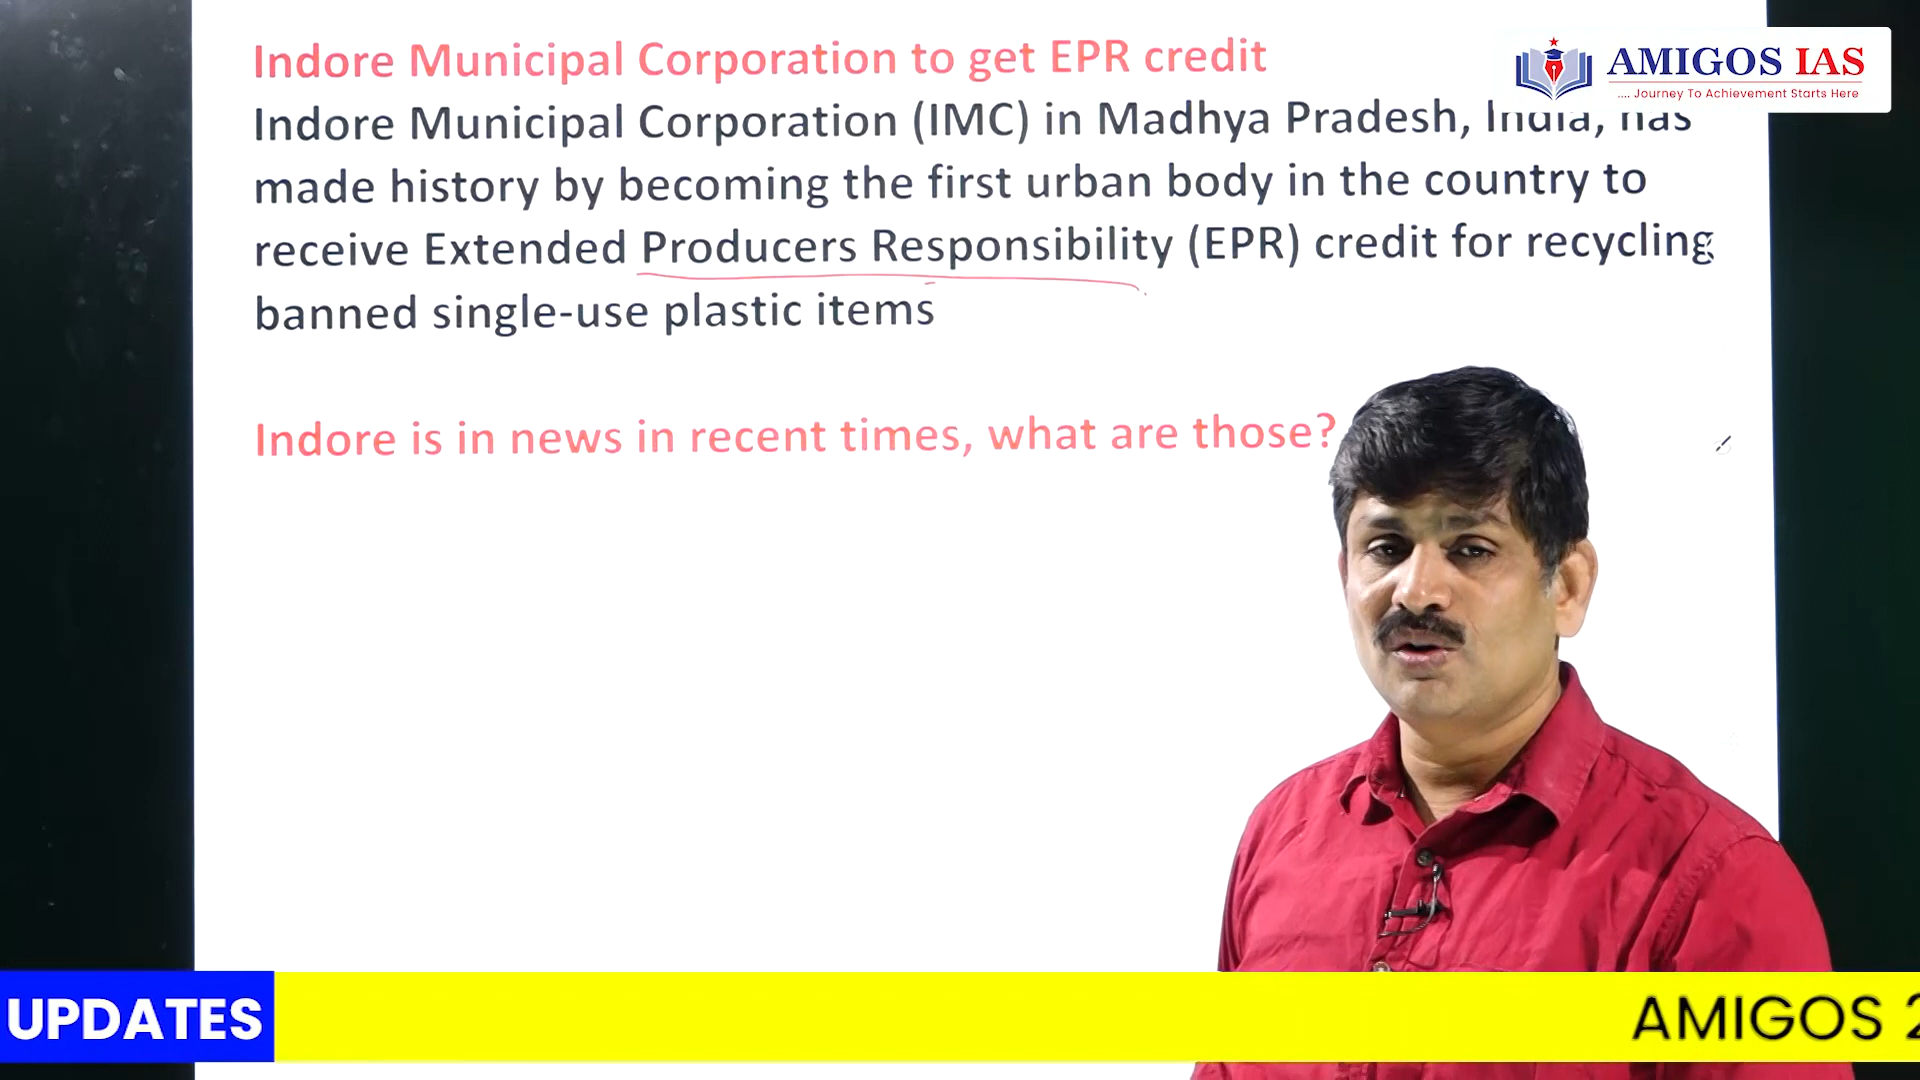 Indore Municipal Corporation to get EPR credit
AMIGOS IAS
.... Journey To Achievement Starts Here
Indore Municipal Corporation (IMC) in Madhya Pradesh, India, has
made history by becoming the first urban body in the country to
receive Extended Producers Responsibility (EPR) credit for recycling
banned single-use plastic items
Indore is in news in recent times, what are those?
UPDATES
AMIGOS 2